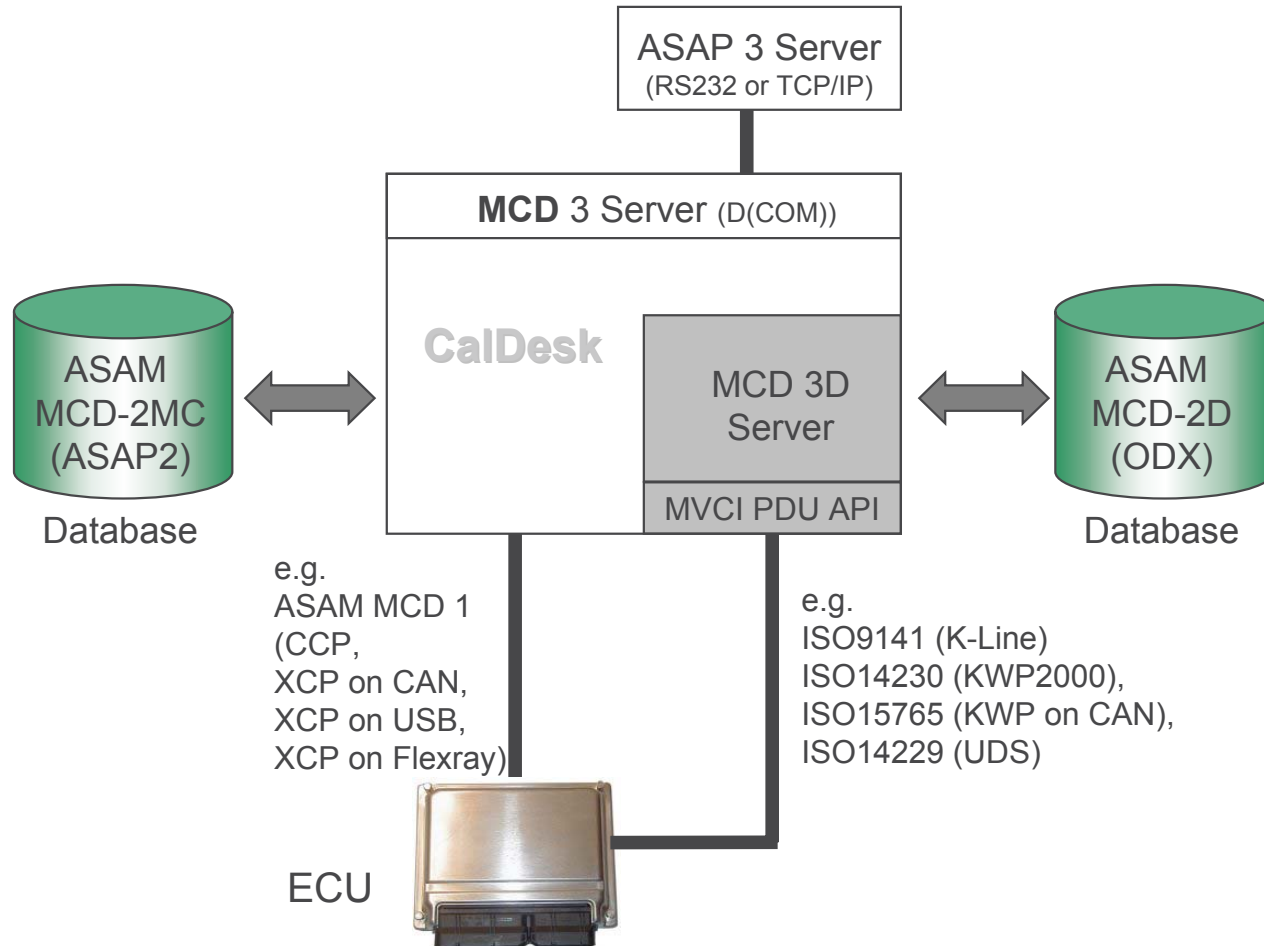 ASAP 3 Server
(RS232 or TCP/IP)
MCD 3 Server (D(COM))
CalDesk
MCD 3D
Server
MVCI PDU API
ASAM
MCD-2MC
(ASAP2)
Database
ASAM
MCD-2D
(ODX)
Database
e.g.
ASAM MCD 1
(CCP,
XCP on CAN,
XCP on USB,
XCP on Flexray)
e.g.
ISO9141 (K-Line)
ISO14230 (KWP2000),
ISO15765 (KWP on CAN),
ISO14229 (UDS)
ECU